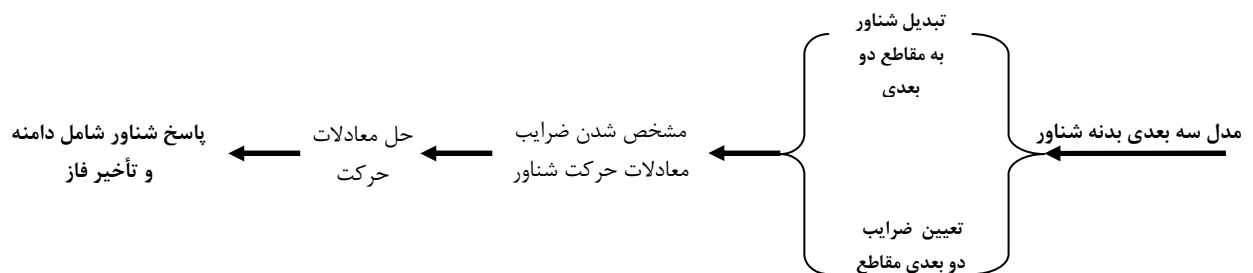 مدل سه بعدی بدنه شناور
تبدیل شناور
به مقاطع دو
بعدی
تعیین ضرایب
دو بعدی مقاطع
مشخص شدن ضرایب
معادلات حرکت شناور
حل معادلات
حرکت
پاسخ شناور شامل دامنه
و تأخیر فاز